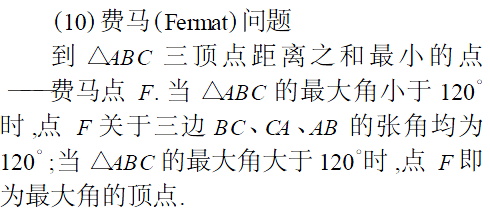 (10)费马(Fermat)问题
到 △ABC 三顶点距离之和最小的点
——费马点 F.当 △ABC 的最大角小于 120°
时,点 F 关于三边 BC、CA、AB 的张角均为
120°;当 △ABC 的最大角大于 120°时,点 F 即
为最大角的顶点.